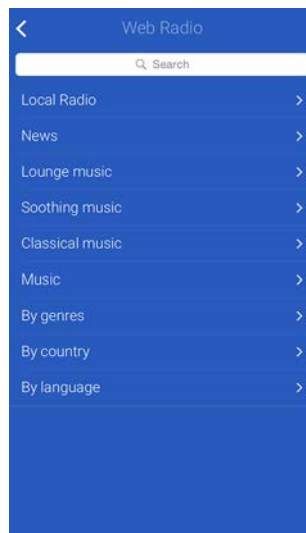 Web Radio
Search
Local Radio
News
Lounge music
Soothing music
Classical music
Music
By genres
By country
By language